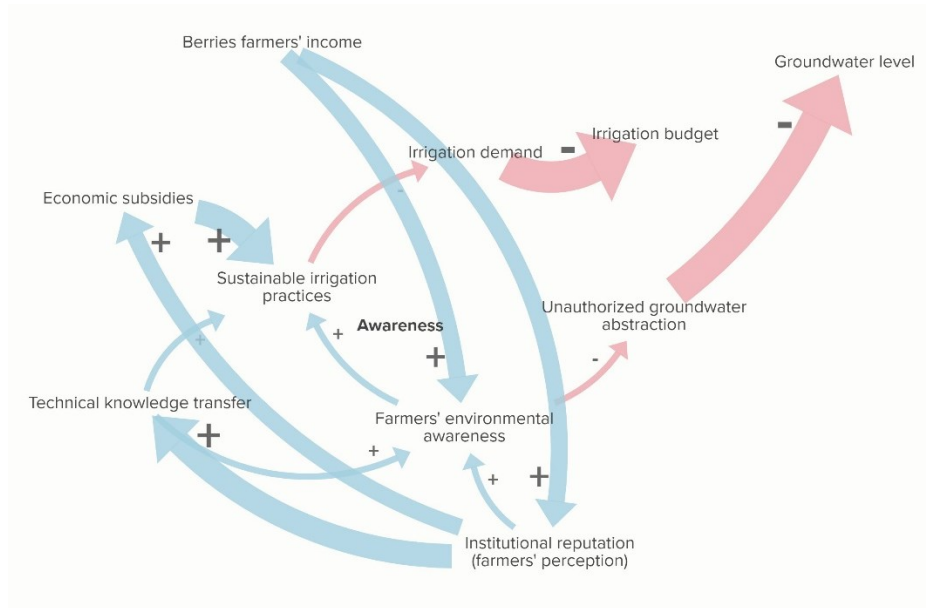 Berries farmers' income
Groundwater level
Irrigation budget
-
-
Irrigation demand
-
Economic subsidies
+
+
Sustainable irrigation
practices
Unauthorized groundwater
abstraction
Awareness
+
+
+
-
Technical knowledge transfer
+
Farmers' environmental
awareness
+
+
+
Institutional reputation
(farmers' perception)